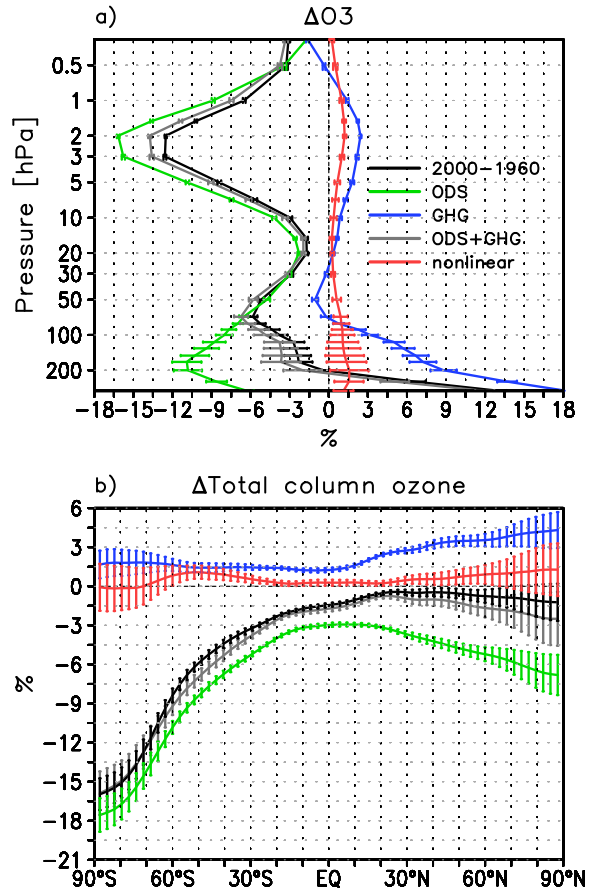 a) ΔO3
0.5
1
2
3
5
10
20
30
50
100
200
Pressure [hPa]
2000−1960
ODS
GHG
ODS+GHG
nonlinear
−18 −15 −12 −9 −6 −3 0 3 6 9 12 15 18
%
b) ΔTotal column ozone
6
3
0
−3
−6
−9
−12
−15
−18
−21
%
90°S 60°S 30°S EQ 30°N 60°N 90°N